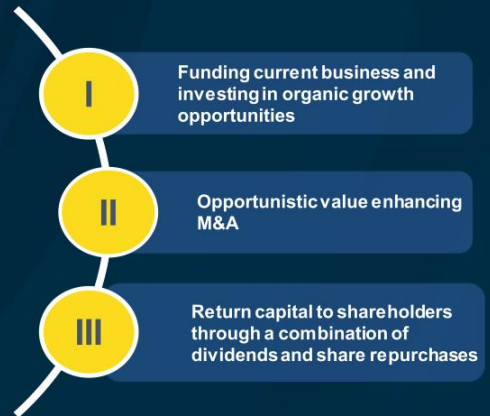 I
Funding current business and
investing in organic growth
opportunities
II
Opportunistic value enhancing
M&A
III
Return capital to shareholders
through a combination of
dividends and share repurchases